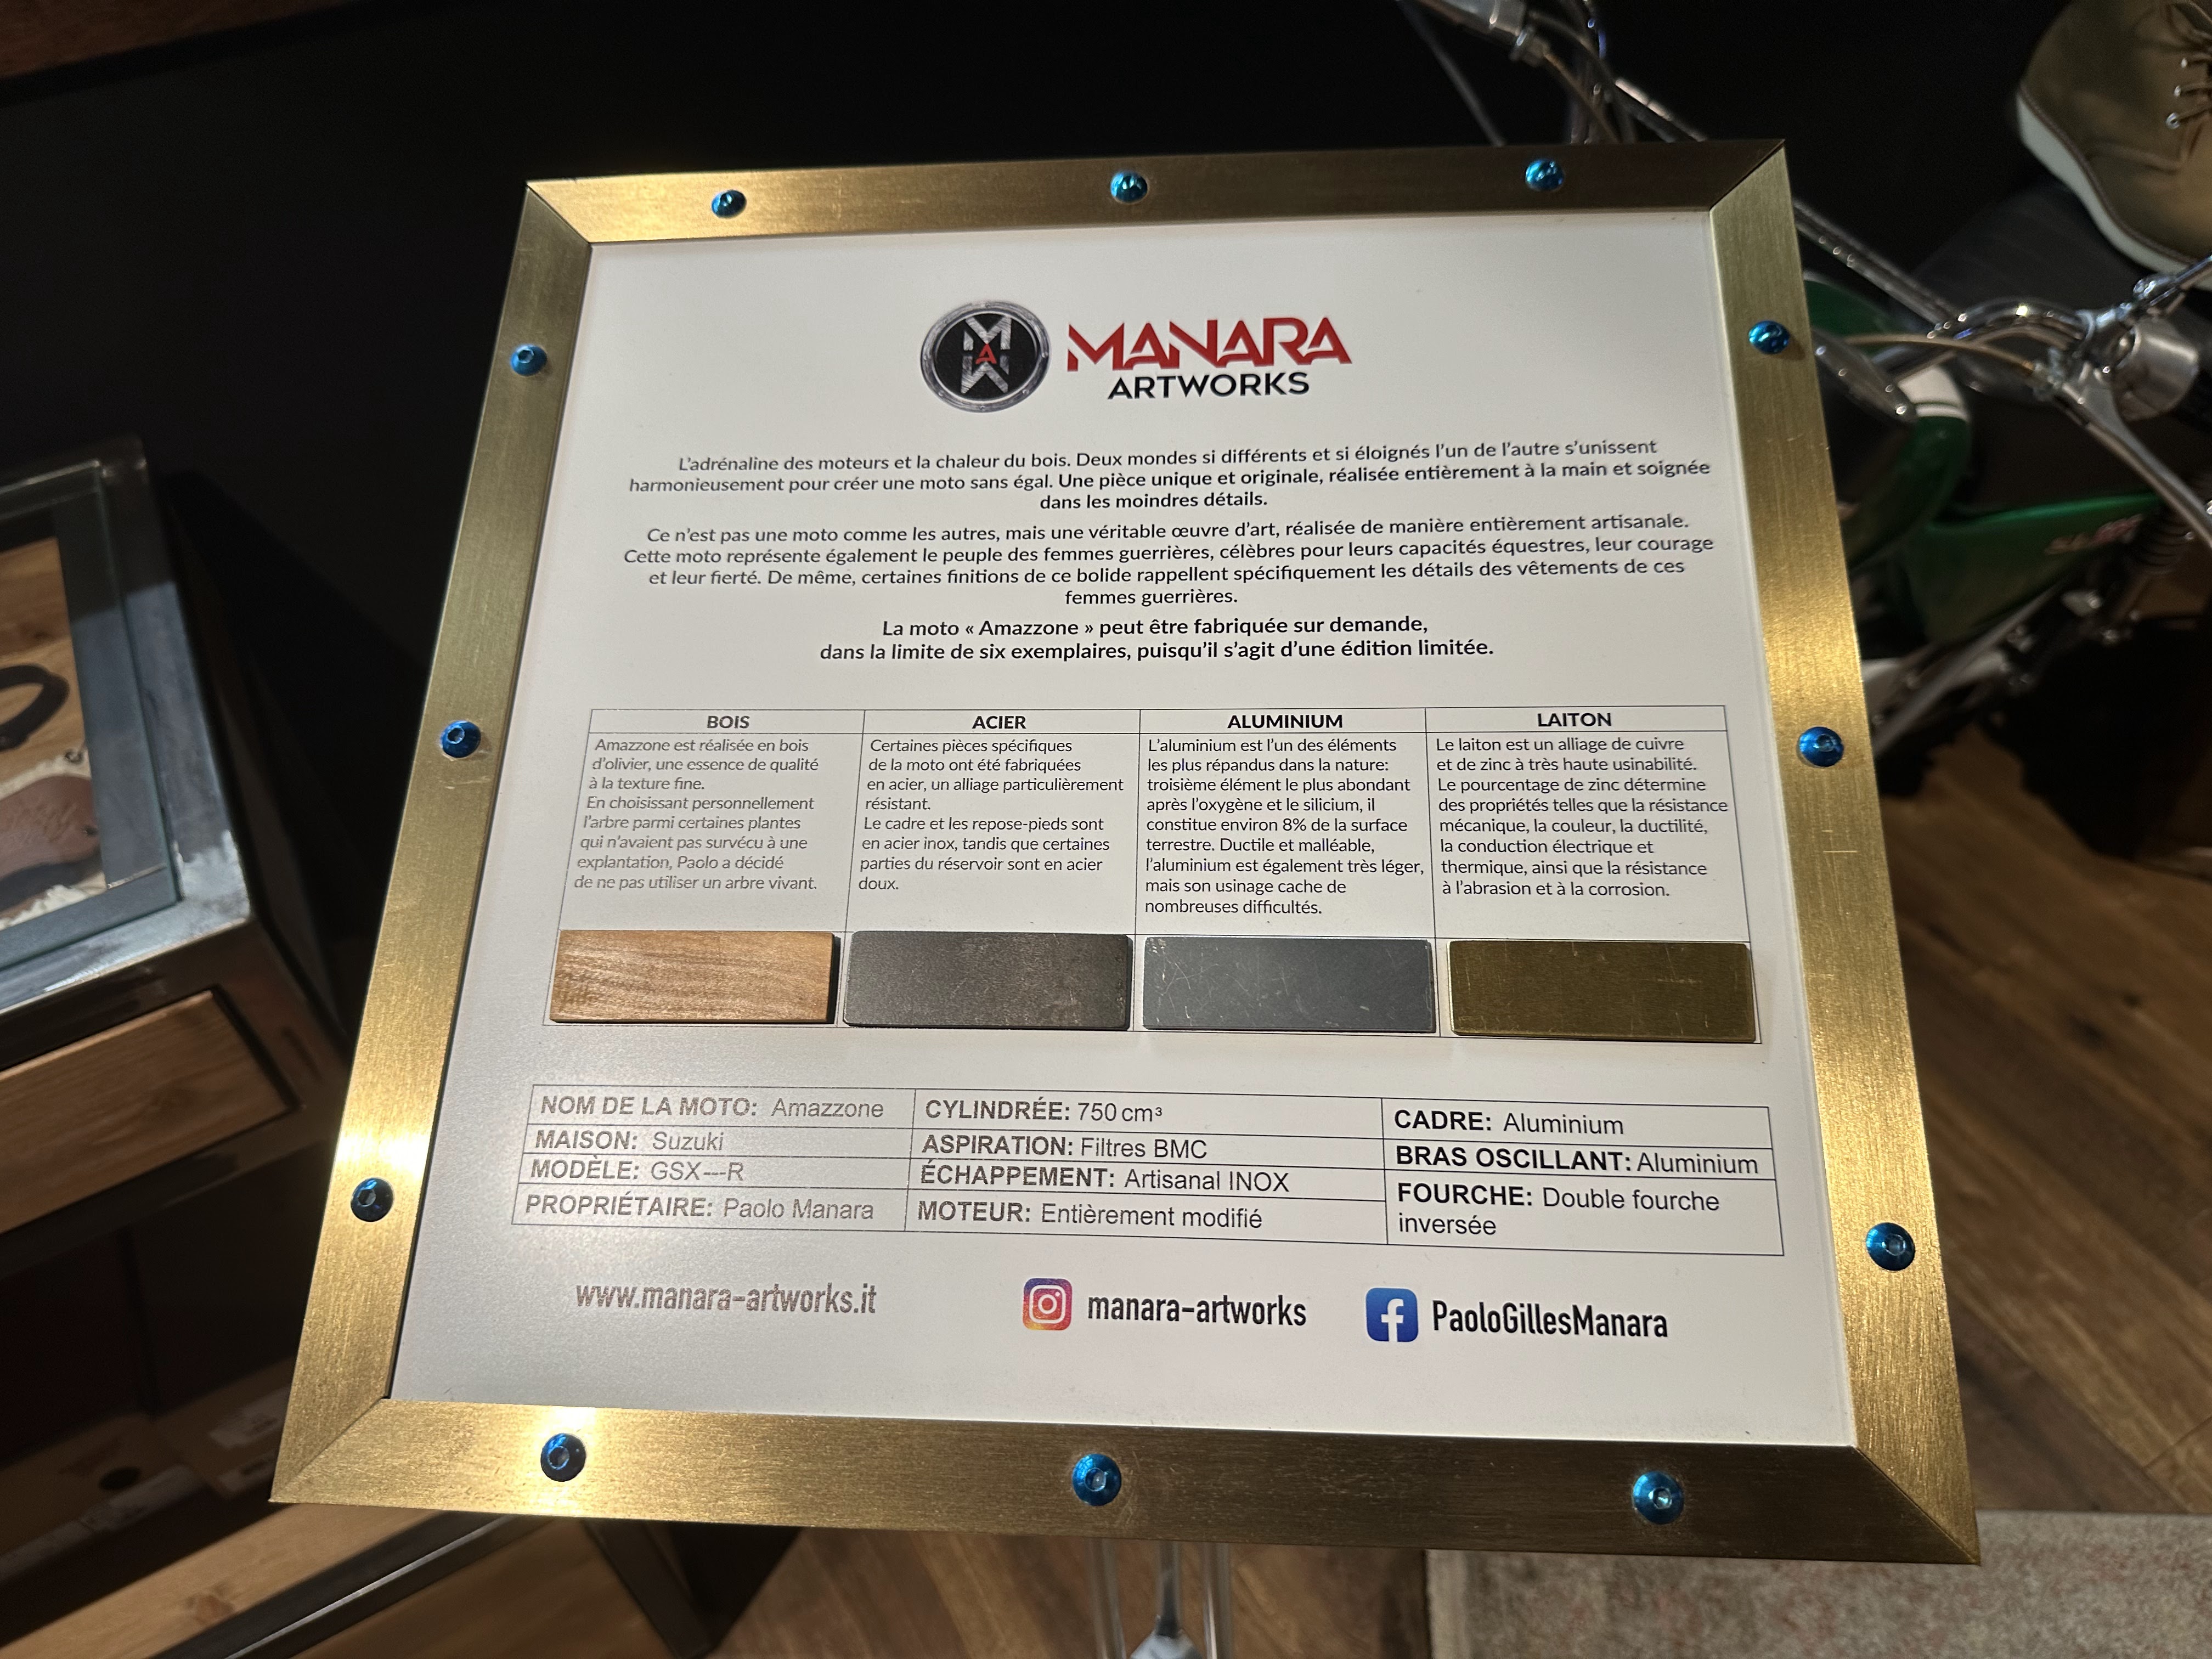 MANARA
ARTWORKS
L'adrénaline des moteurs et la chaleur du bois. Deux mondes si différents et si éloignés l'un de l'autre s'unissent
harmonieusement pour créer une moto sans égal. Une pièce unique et originale, réalisée entièrement à la main et soignée
dans les moindres détails.
Ce n'est pas une moto comme les autres, mais une véritable œuvre d'art, réalisée de manière entièrement artisanale.
Cette moto représente également le peuple des femmes guerrières, célèbres pour leurs capacités équestres, leur courage
et leur fierté. De même, certaines finitions de ce bolide rappellent spécifiquement les détails des vêtements de ces
femmes guerrières.
La moto « Amazzone » peut être fabriquée sur demande,
dans la limite de six exemplaires, puisqu'il s'agit d'une édition limitée.
BOIS
Amazzone est réalisée en bois
d'olivier, une essence de qualité
à la texture fine.
En choisissant personnellement
l'arbre parmi certaines plantes
qui n'avaient pas survécu à une
explantation, Paolo a décidé
de ne pas utiliser un arbre vivant.
ACIER
Certaines pièces spécifiques
de la moto ont été fabriquées
en acier, un alliage particulièrement
résistant.
Le cadre et les repose-pieds sont
en acier inox, tandis que certaines
parties du réservoir sont en acier
doux.
ALUMINIUM
L'aluminium est l'un des éléments
les plus répandus dans la nature:
troisième élément le plus abondant
après l'oxygène et le silicium, il
constitue environ 8% de la surface
terrestre. Ductile et malléable,
l'aluminium est également très léger,
mais son usinage cache de
nombreuses difficultés.
LAITON
Le laiton est un alliage de cuivre
et de zinc à très haute usinabilité.
Le pourcentage de zinc détermine
des propriétés telles que la résistance
mécanique, la couleur, la ductilité,
la conduction électrique et
thermique, ainsi que la résistance
à l'abrasion et à la corrosion.
NOM DE LA MOTO: Amazzone
MAISON: Suzuki
MODÈLE: GSX---R
PROPRIÉTAIRE: Paolo Manara
CYLINDRÉE: 750 cm³
ASPIRATION: Filtres BMC
ÉCHAPPEMENT: Artisanal INOX
MOTEUR: Entièrement modifié
CADRE: Aluminium
BRAS OSCILLANT: Aluminium
FOURCHE: Double fourche
inversée
www.manara-artworks.it
manara-artworks
PaoloGillesManara